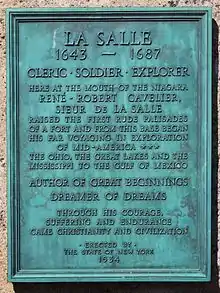 LA SALLE
1643 — 1687
CLERIC · SOLDIER · EXPLORER
HERE AT THE MOUTH OF THE NIAGARA
RENÉ - ROBERT CAVELIER,
SIEUR DE LA SALLE
RAISED THE FIRST RUDE PALISADES
OF A FORT AND FROM THIS BASE BEGAN
HIS FAR VOYAGING IN EXPLORATION
OF MID-AMERICA ★★★
THE OHIO, THE GREAT LAKES AND THE
MISSISSIPPI TO THE GULF OF MEXICO
AUTHOR OF GREAT BEGINNINGS
DREAMER OF DREAMS
THROUGH HIS COURAGE,
SUFFERING AND ENDURANCE
CAME CHRISTIANITY AND CIVILIZATION
· ERECTED BY ·
THE STATE OF NEW YORK
1934